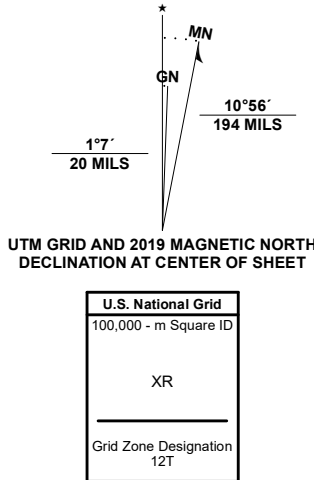 ★
MN
GN
10°56´
194 MILS
1°7´
20 MILS
UTM GRID AND 2019 MAGNETIC NORTH
DECLINATION AT CENTER OF SHEET
U.S. National Grid
100,000 - m Square ID
XR
Grid Zone Designation
12T